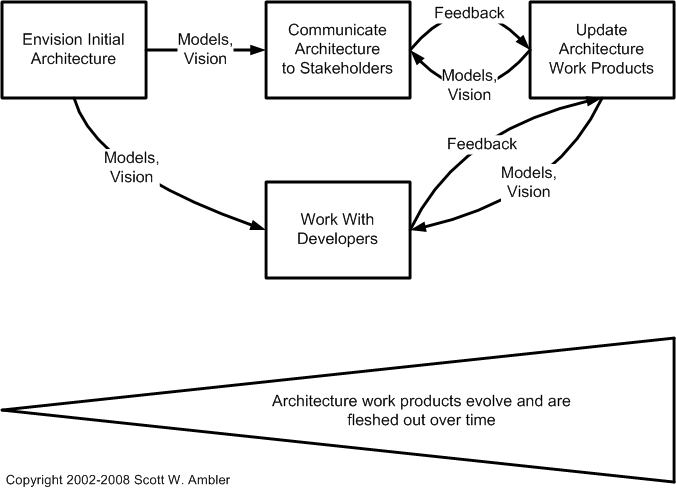 Envision Initial
Architecture
Models,
Vision
Communicate
Architecture
to Stakeholders
Feedback
Models,
Vision
Update
Architecture
Work Products
Models,
Vision
Feedback
Models,
Vision
Work With
Developers
Architecture work products evolve and are
fleshed out over time
Copyright 2002-2008 Scott W. Ambler